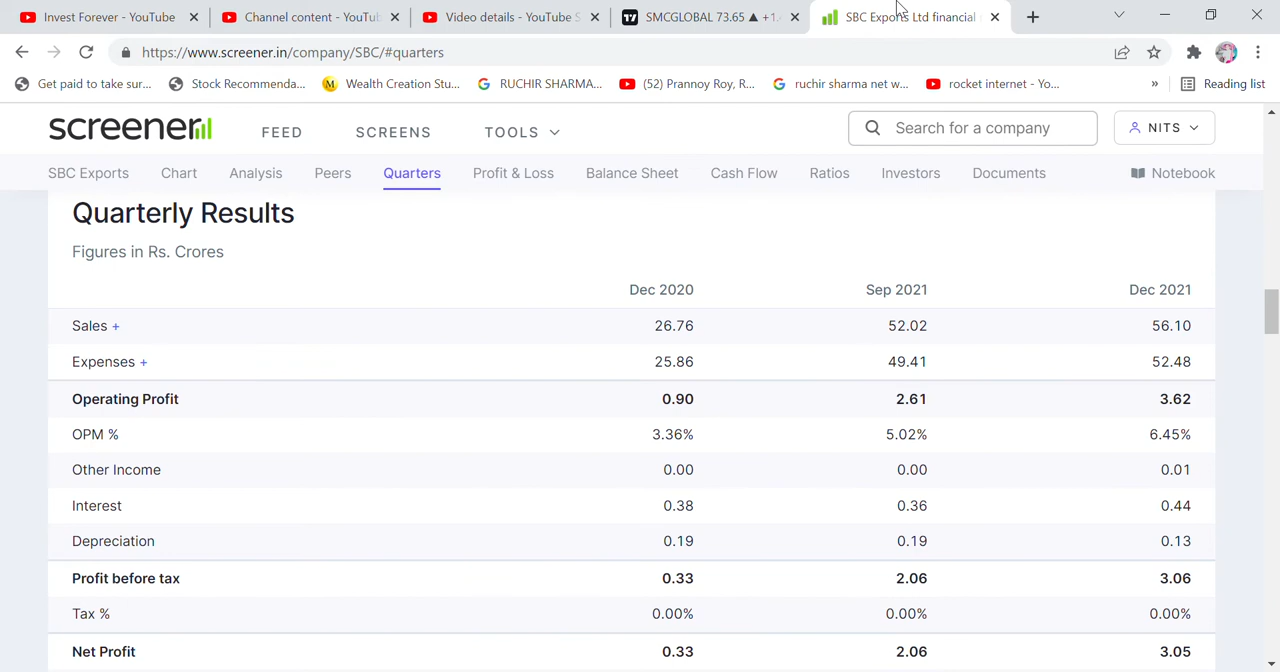 Invest Forever - YouTube
Channel content - YouTu
Video details - YouTube S
SMCGLOBAL 73.65 ▲ +1.
SBC Exports Ltd financial
https://www.screener.in/company/SBC/#quarters
Get paid to take sur...
Stock Recommenda...
M Wealth Creation Stu...
RUCHIR SHARMA...
(52) Prannoy Roy, R...
ruchir sharma net w...
rocket internet - Yo...
»
Reading list
screener
FEED
SCREENS
TOOLS
Search for a company
NITS
SBC Exports Chart Analysis Peers Quarters Profit & Loss Balance Sheet Cash Flow Ratios Investors Documents Notebook
Quarterly Results
Figures in Rs. Crores
Dec 2020 Sep 2021 Dec 2021
Sales + 26.76 52.02 56.10
Expenses + 25.86 49.41 52.48
Operating Profit 0.90 2.61 3.62
OPM % 3.36% 5.02% 6.45%
Other Income 0.00 0.00 0.01
Interest 0.38 0.36 0.44
Depreciation 0.19 0.19 0.13
Profit before tax 0.33 2.06 3.06
Tax % 0.00% 0.00% 0.00%
Net Profit 0.33 2.06 3.05